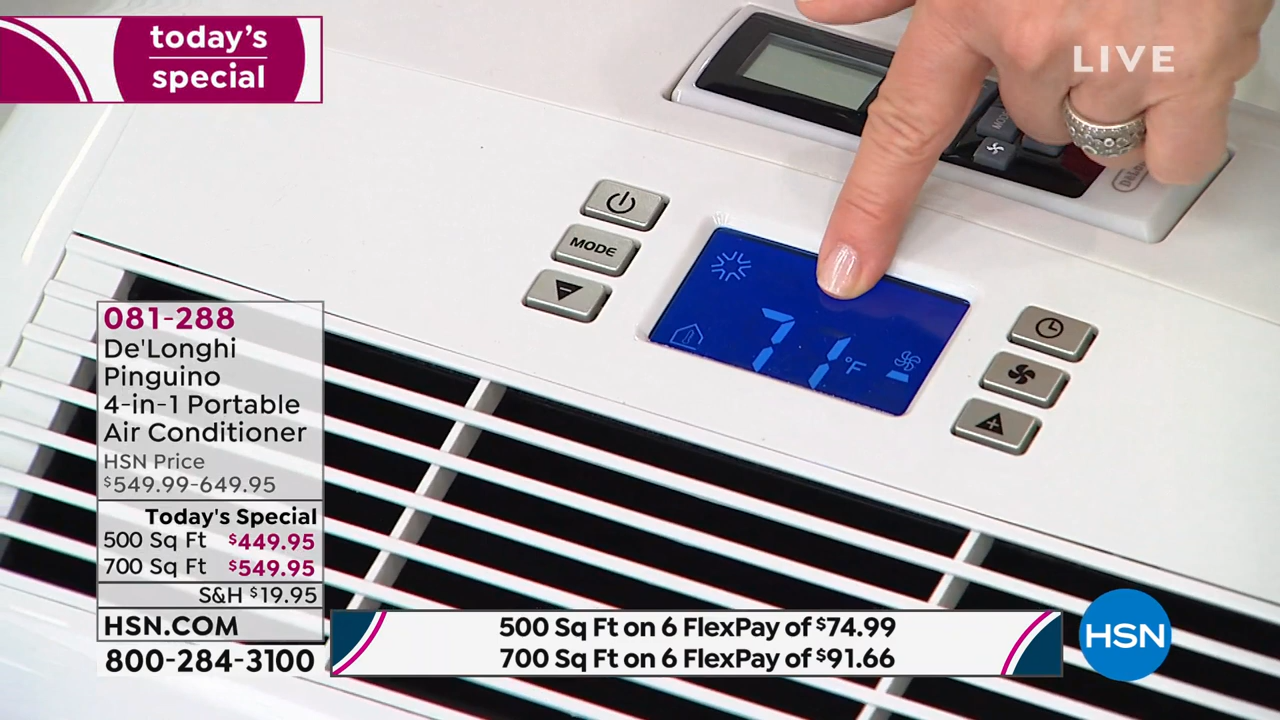 today's
special
LIVE
MODE
71°F
081-288
De'Longhi
Pinguino
4-in-1 Portable
Air Conditioner
HSN Price
$549.99-649.95
Today's Special
500 Sq Ft $449.95
700 Sq Ft $549.95
S&H $19.95
HSN.COM
800-284-3100
500 Sq Ft on 6 FlexPay of $74.99
700 Sq Ft on 6 FlexPay of $91.66
HSN